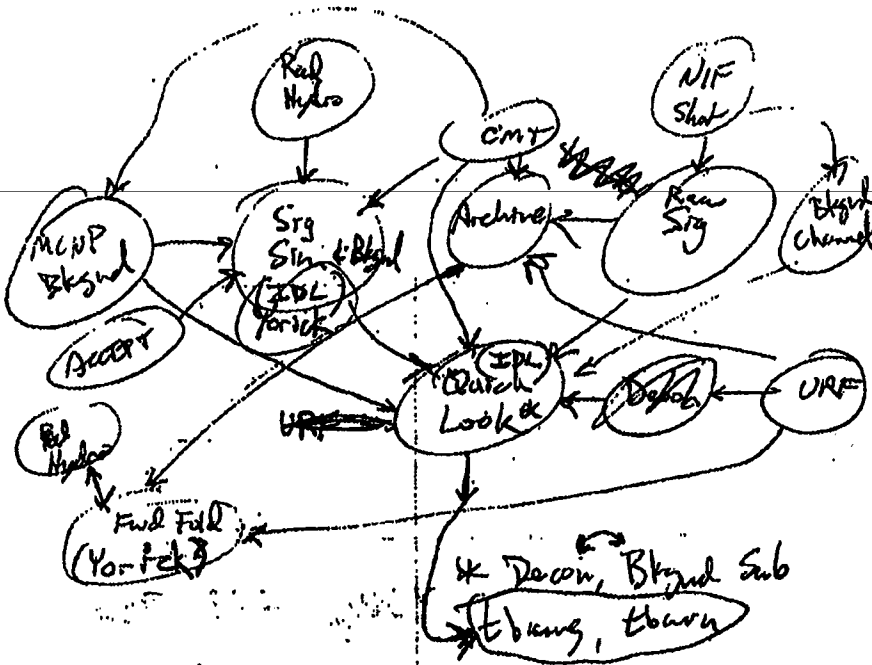 Rad
Hydro
NIF
Shot
CMT
MCNP
Bkgnd
Sig
Sim + Bkgnd
IDL
Yorick
Archive
Raw
Sig
Bkgnd
Channel
ACCEPT
IDL
Quick
Look *
URF
URF
Rad
Hydro
Fwd Fold
(Yorick?)
* Decon, Bkgnd Sub
tbang, tburn